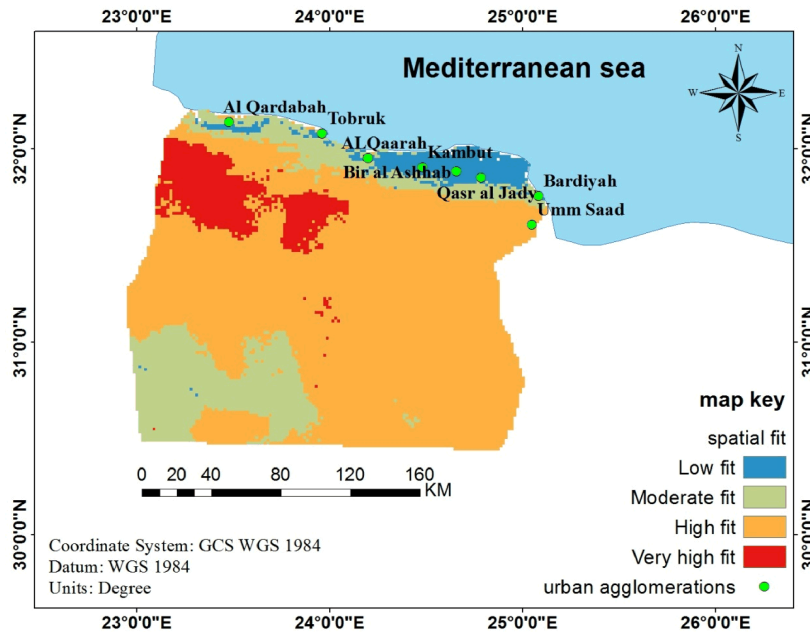 23°0'0"E 24°0'0"E 25°0'0"E 26°0'0"E
Mediterranean sea
N
W E
S
Al Qardabah
Tobruk
32°0'0"N 32°0'0"N
AL Qaarah
Kambut
Bir al Ashhab
Bardiyah
Qasr al Jady
Umm Saad
31°0'0"N 31°0'0"N
map key
spatial fit
Low fit
Moderate fit
High fit
Very high fit
urban agglomerations
0 20 40 80 120 160
KM
30°0'0"N 30°0'0"N
Coordinate System: GCS WGS 1984
Datum: WGS 1984
Units: Degree
23°0'0"E 24°0'0"E 25°0'0"E 26°0'0"E